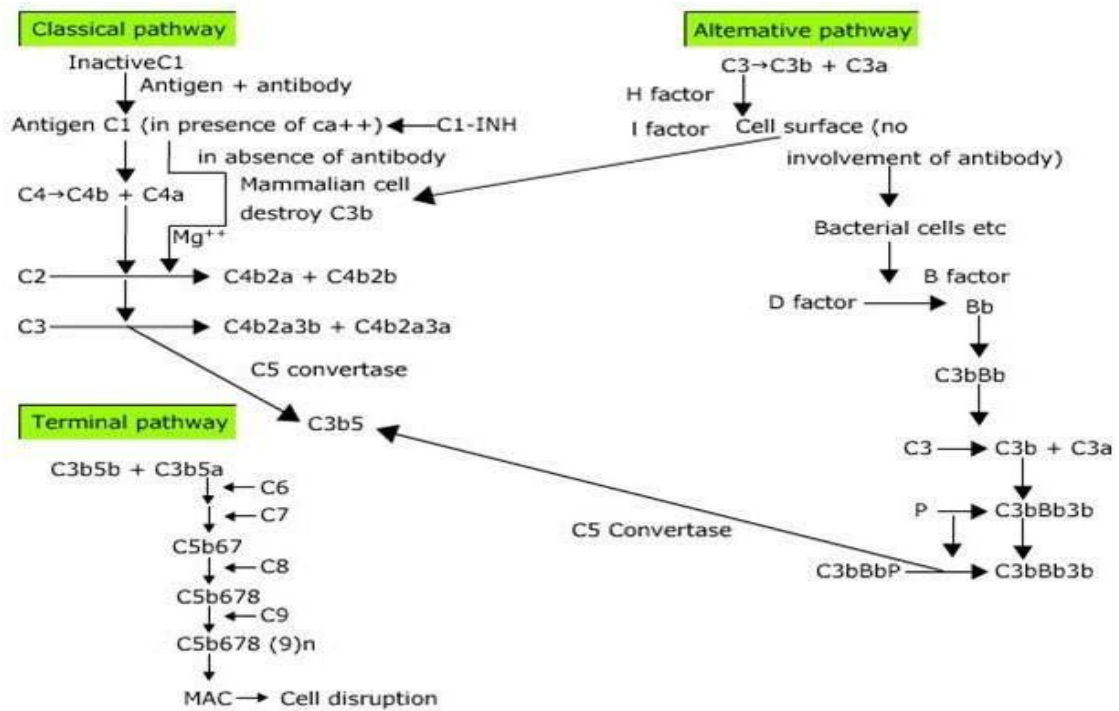 Classical pathway
InactiveC1
Antigen + antibody
Antigen C1 (in presence of ca++)
C1-INH
in absence of antibody
C4→C4b + C4a
Mammalian cell
destroy C3b
Mg++
C2
C4b2a + C4b2b
C3
C4b2a3b + C4b2a3a
C5 convertase
C3b5
Alternative pathway
C3→C3b + C3a
H factor
I factor
Cell surface (no
involvement of antibody)
Bacterial cells etc
B factor
D factor
Bb
C3bBb
C3
C3b + C3a
P
C3bBb3b
C5 Convertase
C3bBbP
C3bBb3b
Terminal pathway
C3b5b + C3b5a
C6
C7
C5b67
C8
C5b678
C9
C5b678 (9)n
MAC→ Cell disruption